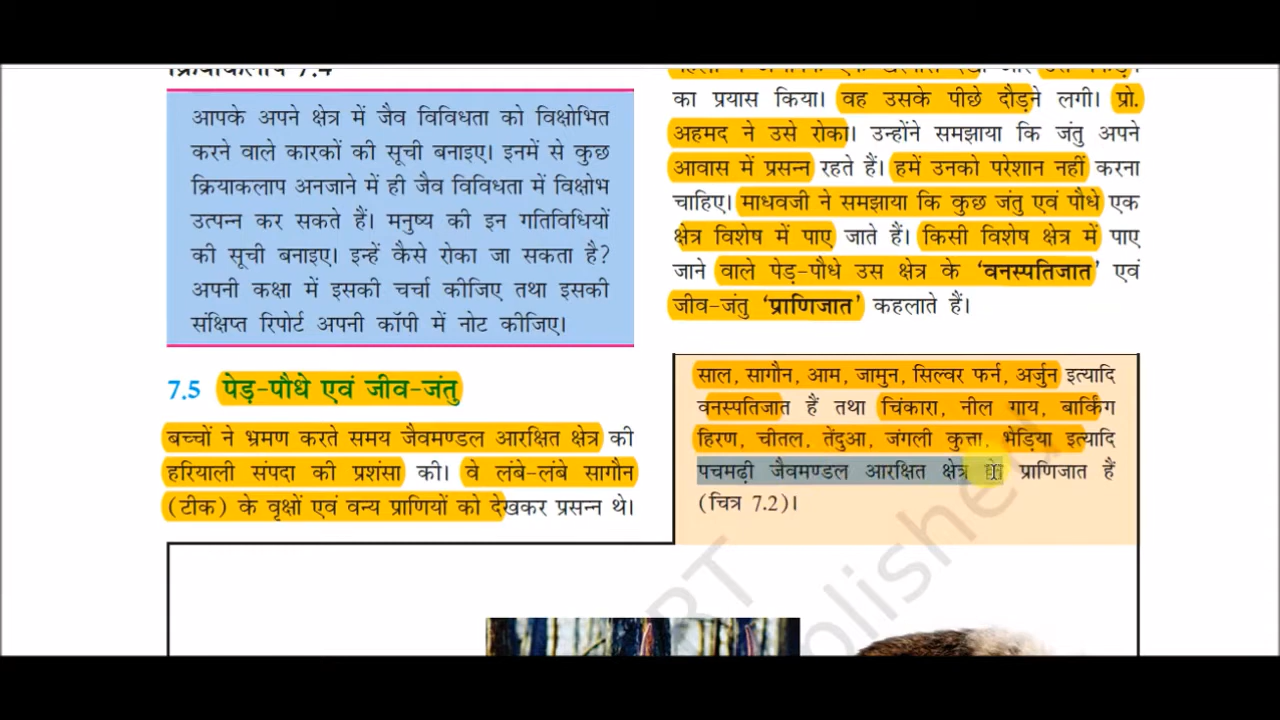 क्रियाकलाप 7.4
आपके अपने क्षेत्र में जैव विविधता को विक्षोभित
करने वाले कारकों की सूची बनाइए। इनमें से कुछ
क्रियाकलाप अनजाने में ही जैव विविधता में विक्षोभ
उत्पन्न कर सकते हैं। मनुष्य की इन गतिविधियों
की सूची बनाइए। इन्हें कैसे रोका जा सकता है?
अपनी कक्षा में इसकी चर्चा कीजिए तथा इसकी
संक्षिप्त रिपोर्ट अपनी कॉपी में नोट कीजिए।
7.5 पेड़-पौधे एवं जीव-जंतु
बच्चों ने भ्रमण करते समय जैवमण्डल आरक्षित क्षेत्र की
हरियाली संपदा की प्रशंसा की। वे लंबे-लंबे सागौन
(टीक) के वृक्षों एवं वन्य प्राणियों को देखकर प्रसन्न थे।
का प्रयास किया। वह उसके पीछे दौड़ने लगी। प्रो.
अहमद ने उसे रोका। उन्होंने समझाया कि जंतु अपने
आवास में प्रसन्न रहते हैं। हमें उनको परेशान नहीं करना
चाहिए। माधवजी ने समझाया कि कुछ जंतु एवं पौधे एक
क्षेत्र विशेष में पाए जाते हैं। किसी विशेष क्षेत्र में पाए
जाने वाले पेड़-पौधे उस क्षेत्र के ‘वनस्पतिजात’ एवं
जीव-जंतु ‘प्राणिजात’ कहलाते हैं।
साल, सागौन, आम, जामुन, सिल्वर फर्न, अर्जुन इत्यादि
वनस्पतिजात हैं तथा चिंकारा, नील गाय, बार्किंग
हिरण, चीतल, तेंदुआ, जंगली कुत्ता, भेड़िया इत्यादि
पचमढ़ी जैवमण्डल आरक्षित क्षेत्र के प्राणिजात हैं
(चित्र 7.2)।